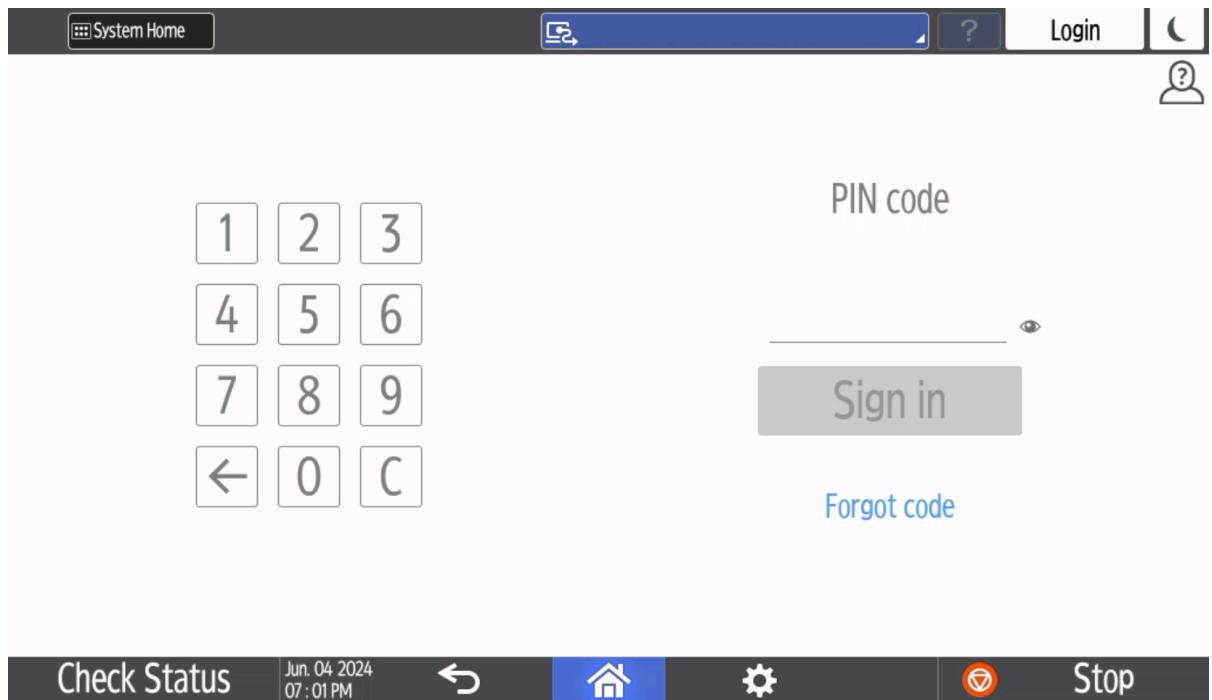 System Home
? Login
?
PIN code
1 2 3
4 5 6
7 8 9
0 C
Sign in
Forgot code
Check Status
Jun. 04 2024
07 : 01 PM
Stop